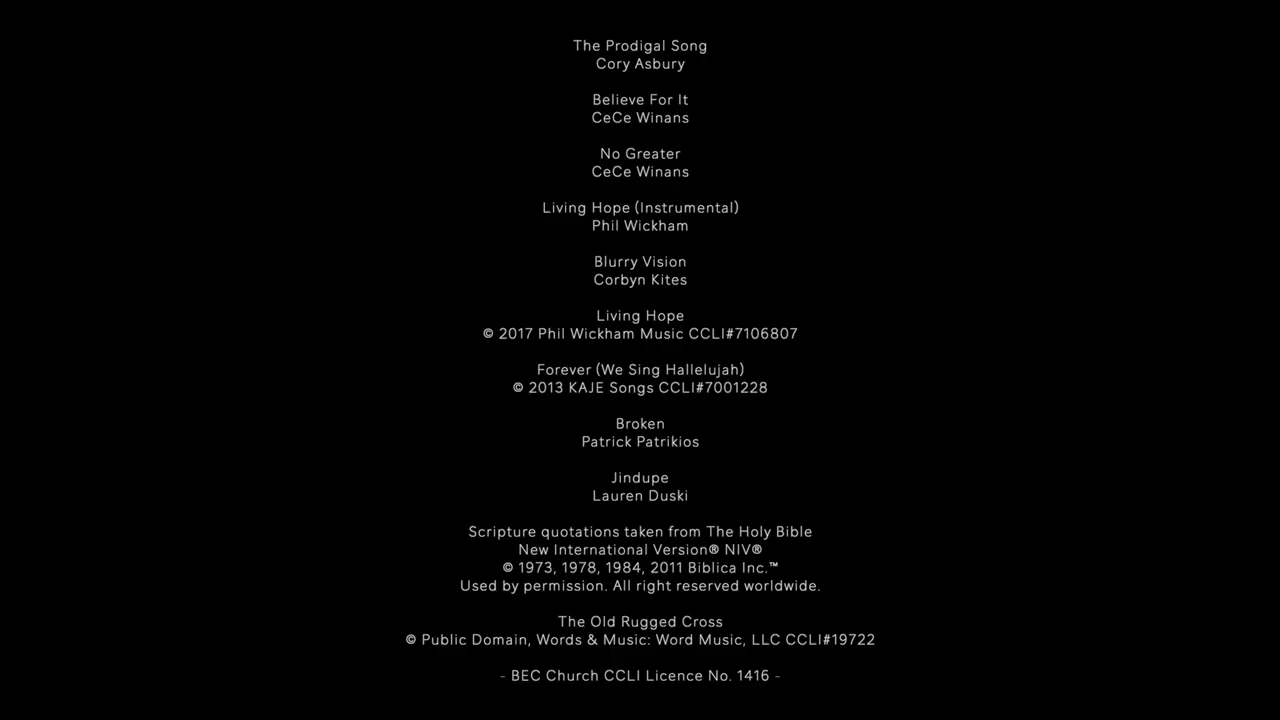 The Prodigal Song
Cory Asbury
Believe For It
CeCe Winans
No Greater
CeCe Winans
Living Hope (Instrumental)
Phil Wickham
Blurry Vision
Corbyn Kites
Living Hope
© 2017 Phil Wickham Music CCLI#7106807
Forever (We Sing Hallelujah)
© 2013 KAJE Songs CCLI#7001228
Broken
Patrick Patrikios
Jindupe
Lauren Duski
Scripture quotations taken from The Holy Bible
New International Version® NIV®
© 1973, 1978, 1984, 2011 Biblica Inc.™
Used by permission. All right reserved worldwide.
The Old Rugged Cross
© Public Domain, Words & Music: Word Music, LLC CCLI#19722
- BEC Church CCLI Licence No. 1416 -